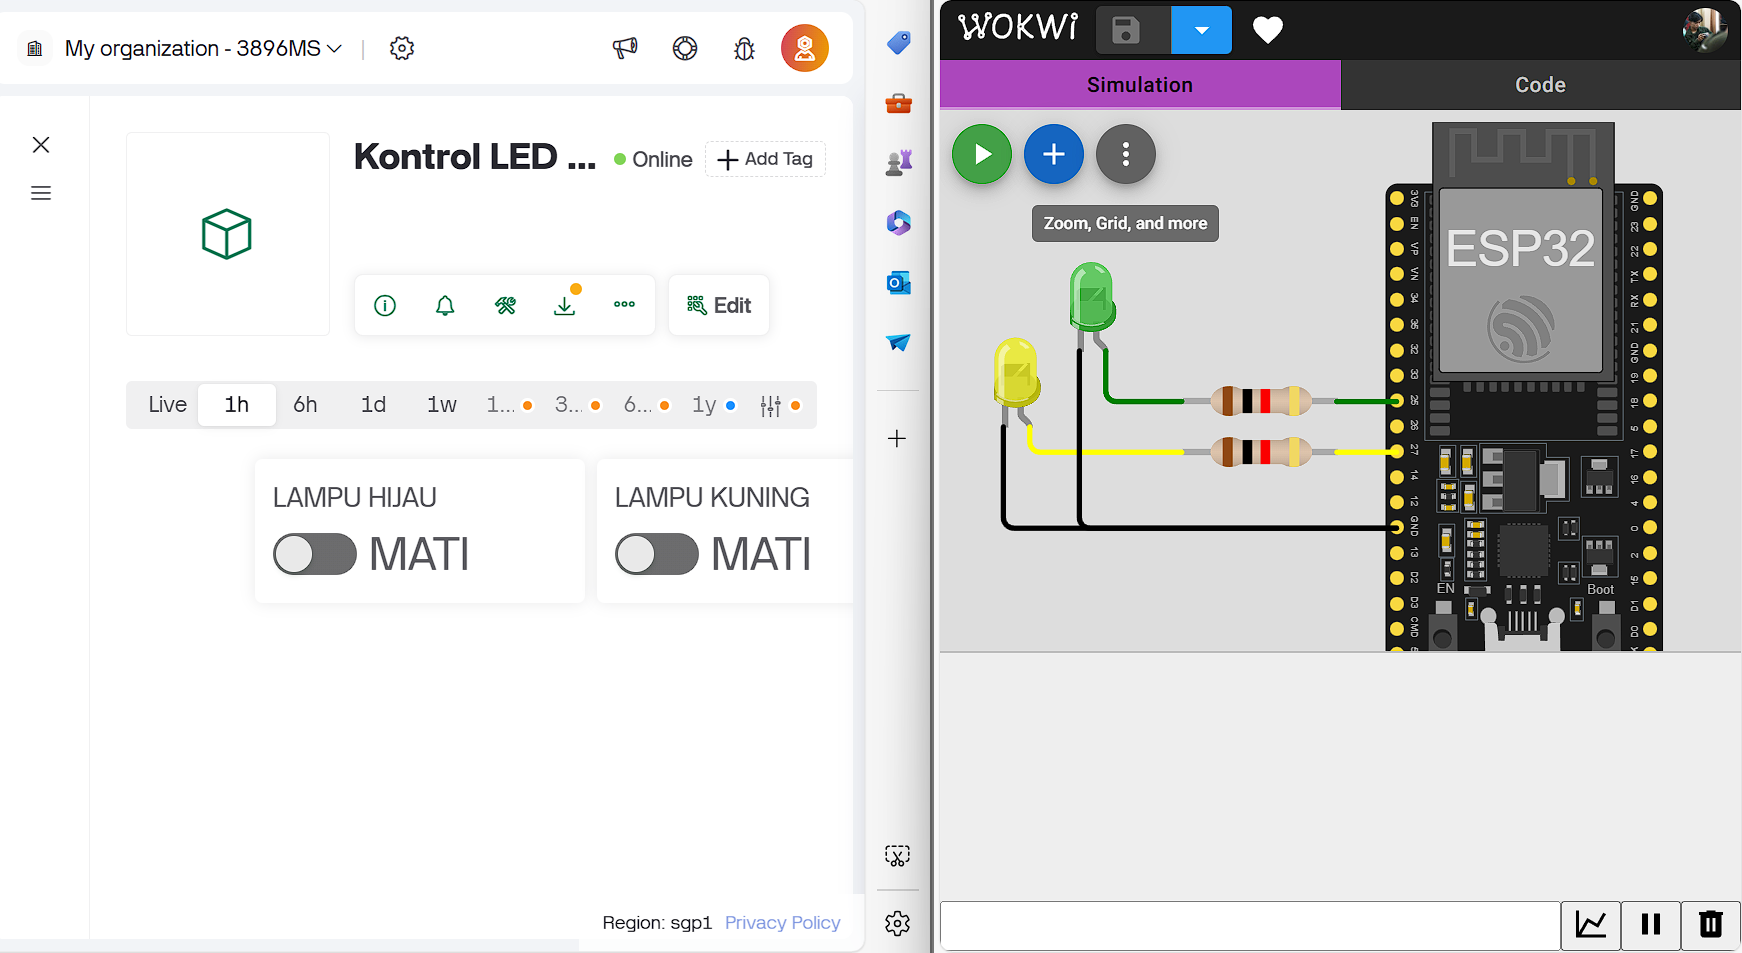 My organization - 3896MS
Kontrol LED ...
Online
Add Tag
Edit
Live
1h
6h
1d
1w
1...
3...
6...
1y
LAMPU HIJAU
MATI
LAMPU KUNING
MATI
Region: sgp1
Privacy Policy
WOKWi
Simulation
Code
Zoom, Grid, and more
ESP32
3V3
EN
VP
VN
34
35
32
33
25
26
27
14
12
GND
13
D2
D3
CMD
GND
23
22
TX
RX
21
GND
19
18
5
17
16
4
0
2
15
D1
D0
EN
Boot